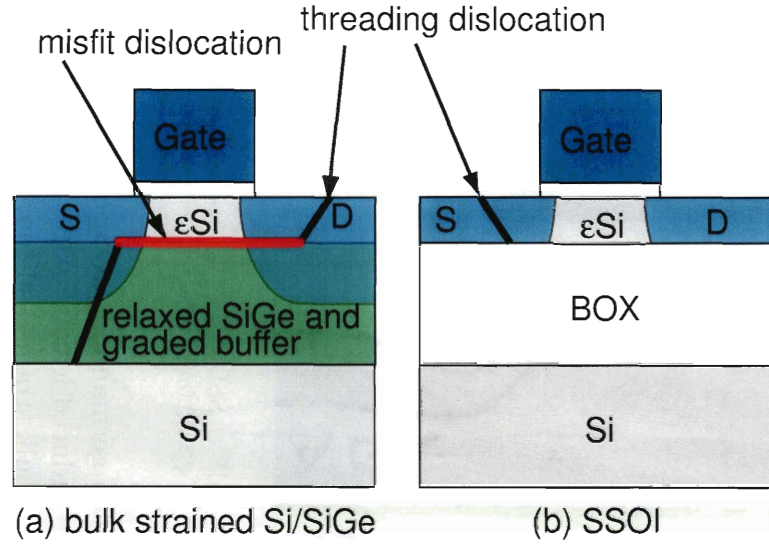 misfit dislocation
threading dislocation
Gate
Gate
S
εSi
D
S
εSi
D
relaxed SiGe and
graded buffer
BOX
Si
Si
(a) bulk strained Si/SiGe
(b) SSOI